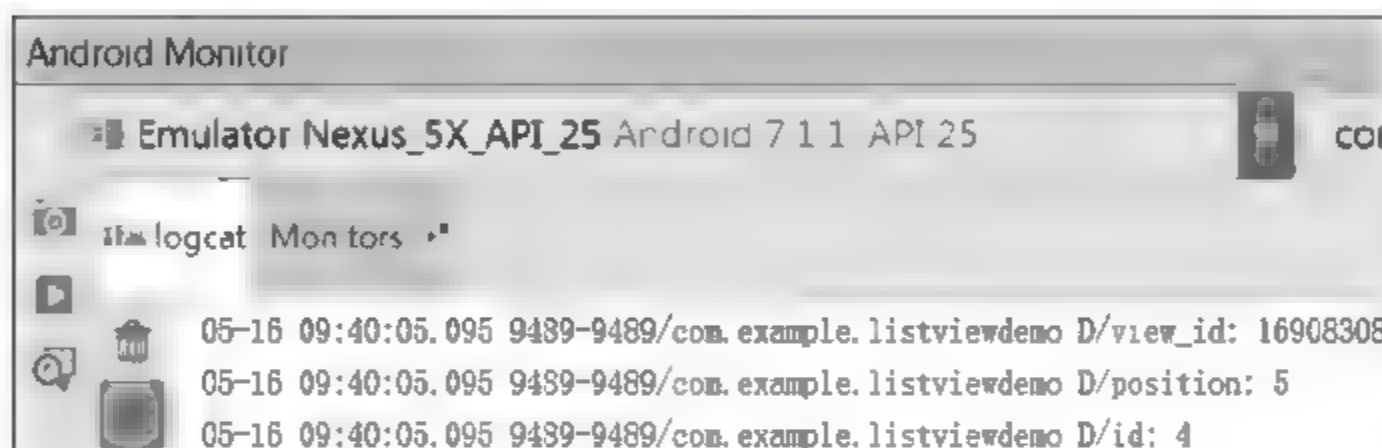 Android Monitor
Emulator Nexus_5X_API_25 Android 7.1.1, API 25
logcat Monitors
05-16 09:40:05.095 9489-9489/com.example.listviewdemo D/view_id: 16908308
05-16 09:40:05.095 9489-9489/com.example.listviewdemo D/position: 5
05-16 09:40:05.095 9489-9489/com.example.listviewdemo D/id: 4